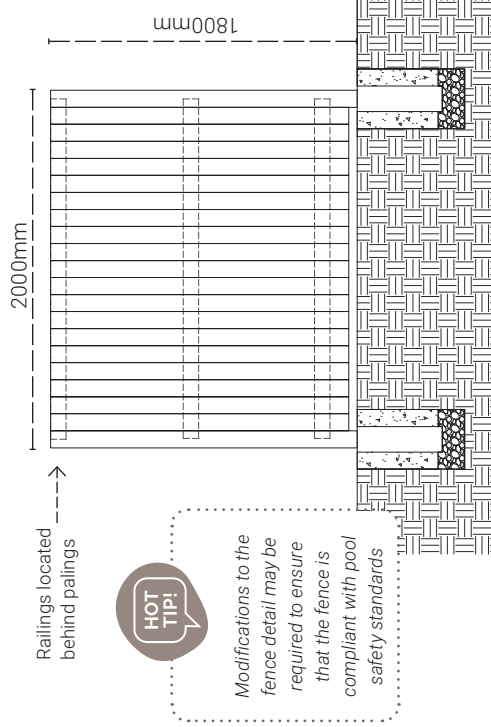 2000mm
1800mm
Railings located
behind palings
HOT
TIP!
Modifications to the
fence detail may be
required to ensure
that the fence is
compliant with pool
safety standards